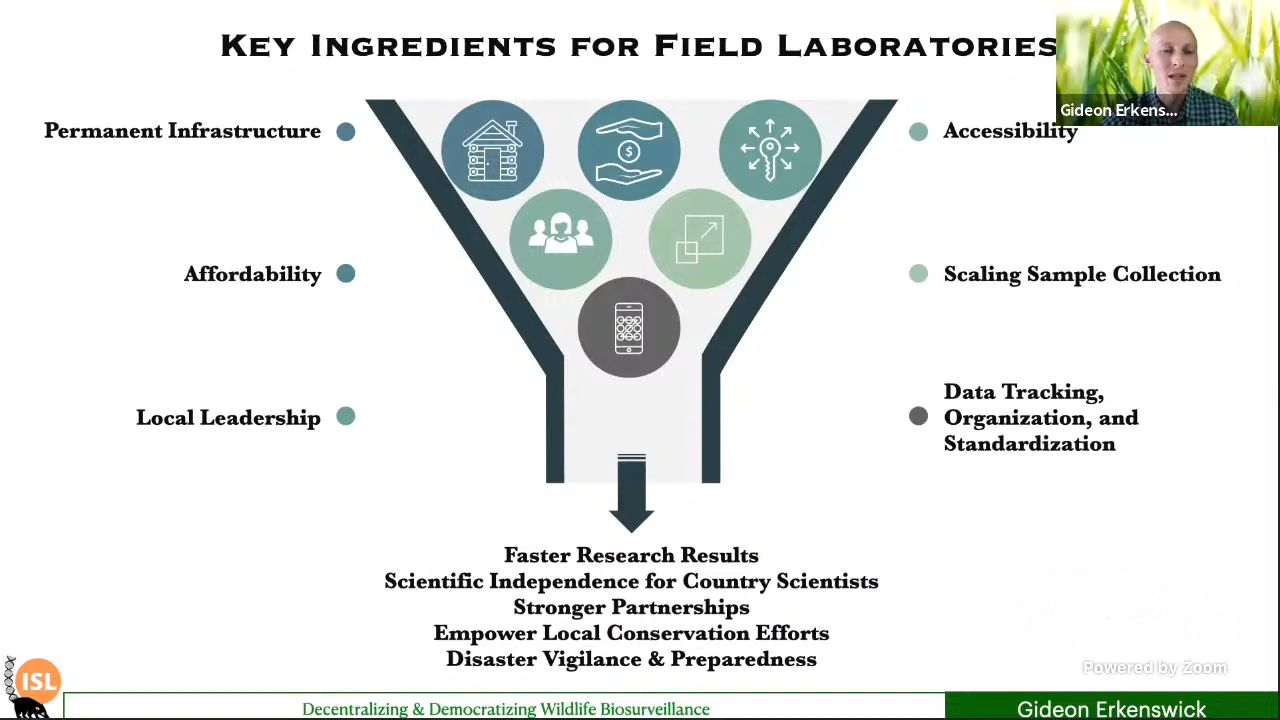 KEY INGREDIENTS FOR FIELD LABORATORIES
Gideon Erkens...
Permanent Infrastructure
Accessibility
$
Affordability
Scaling Sample Collection
Local Leadership
Data Tracking,
Organization, and
Standardization
Faster Research Results
Scientific Independence for Country Scientists
Stronger Partnerships
Empower Local Conservation Efforts
Disaster Vigilance & Preparedness
Powered by Zoom
ISL
Decentralizing & Democratizing Wildlife Biosurveillance
Gideon Erkenswick